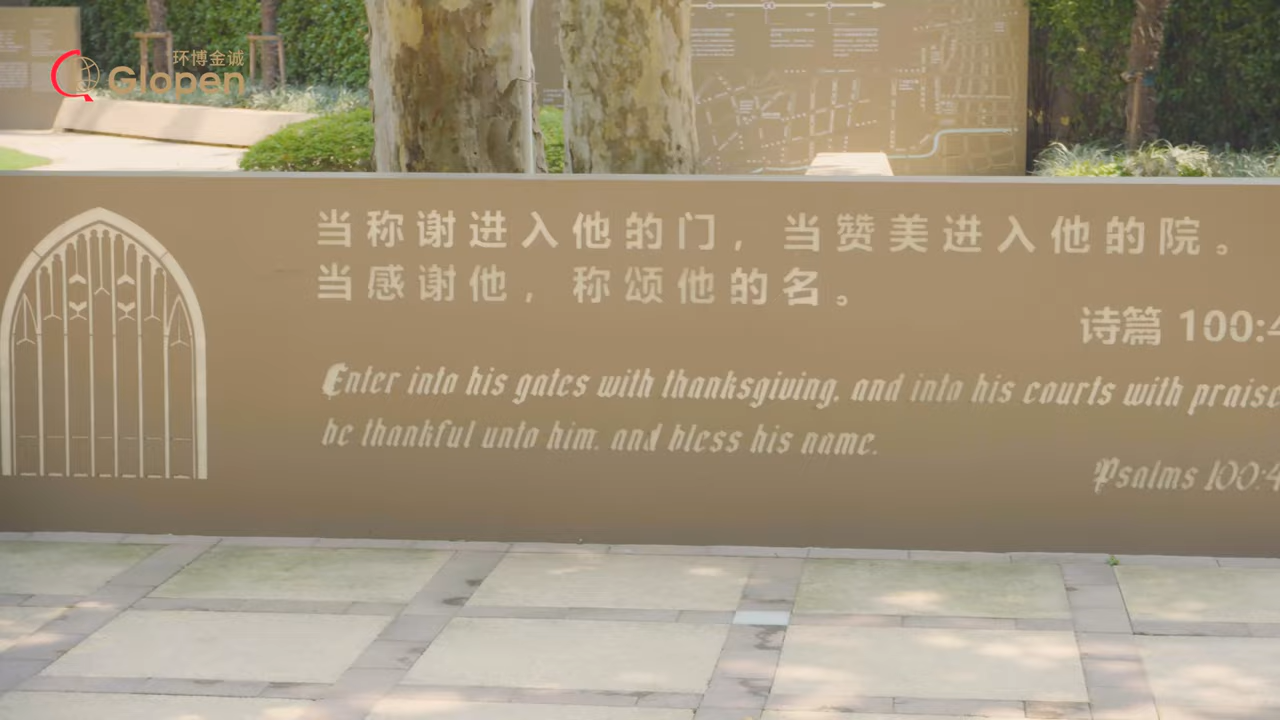 环博金诚
Glopen
当称谢进入他的门，当赞美进入他的院。
当感谢他，称颂他的名。
诗篇 100:4
Enter into his gates with thanksgiving, and into his courts with praise
be thankful unto him, and bless his name.
Psalms 100:4